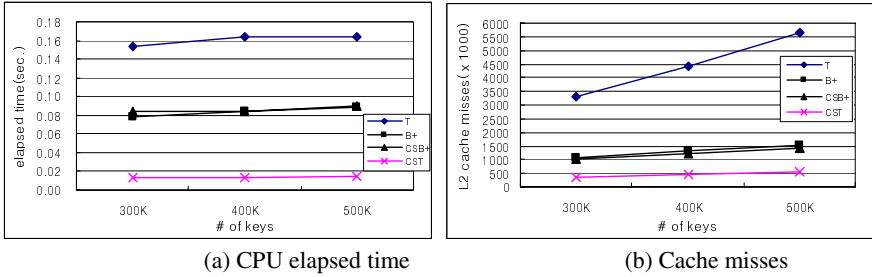 0.18
0.16
0.14
0.12
0.10
0.08
0.06
0.04
0.02
0.00
elapsed time(sec.)
300K 400K 500K
# of keys
T
B+
CSB+
CST
(a) CPU elapsed time
6000
5500
5000
4500
4000
3500
3000
2500
2000
1500
1000
500
0
L2 cache misses( x 1000)
300K 400K 500K
# of keys
T
B+
CSB+
CST
(b) Cache misses